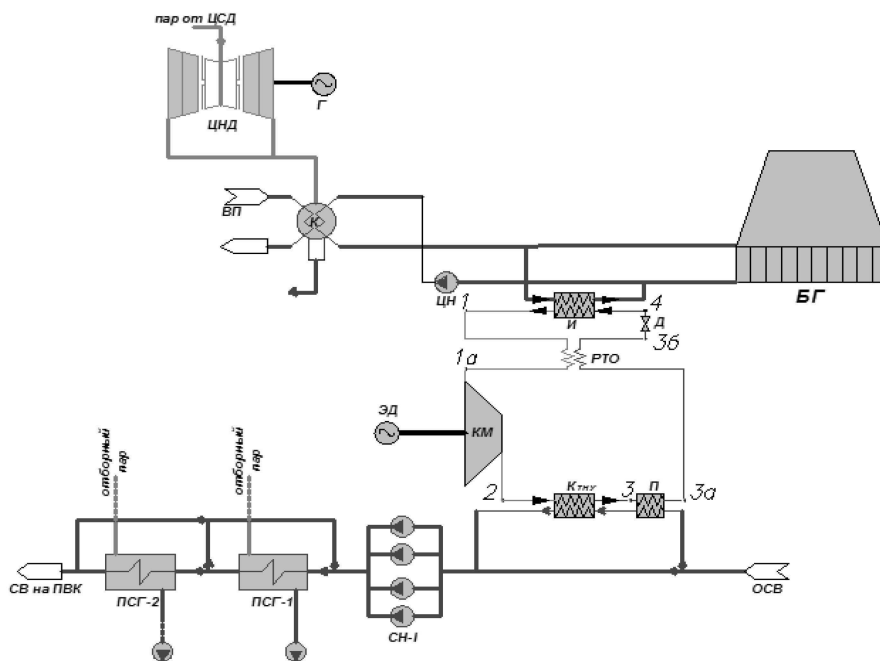 пар от ЦСД
Г
ЦНД
ВП
К
ЦН
1
И
4
Д
БГ
3б
1а
РТО
ЭД
КМ
отборный
пар
отборный
пар
2
КТНУ
3
П
3а
СВ на ПВК
ПСГ-2
ПСГ-1
СН-I
ОСВ